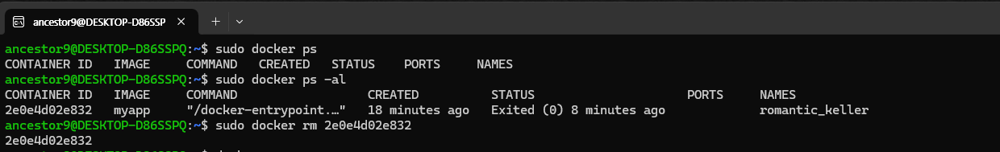 ancestor9@DESKTOP-D86SSP
ancestor9@DESKTOP-D86SSPQ:~$ sudo docker ps
CONTAINER ID   IMAGE     COMMAND   CREATED   STATUS    PORTS     NAMES
ancestor9@DESKTOP-D86SSPQ:~$ sudo docker ps -al
CONTAINER ID   IMAGE     COMMAND                  CREATED          STATUS                     PORTS     NAMES
2e0e4d02e832   myapp     "/docker-entrypoint.…"   18 minutes ago   Exited (0) 8 minutes ago             romantic_keller
ancestor9@DESKTOP-D86SSPQ:~$ sudo docker rm 2e0e4d02e832
2e0e4d02e832